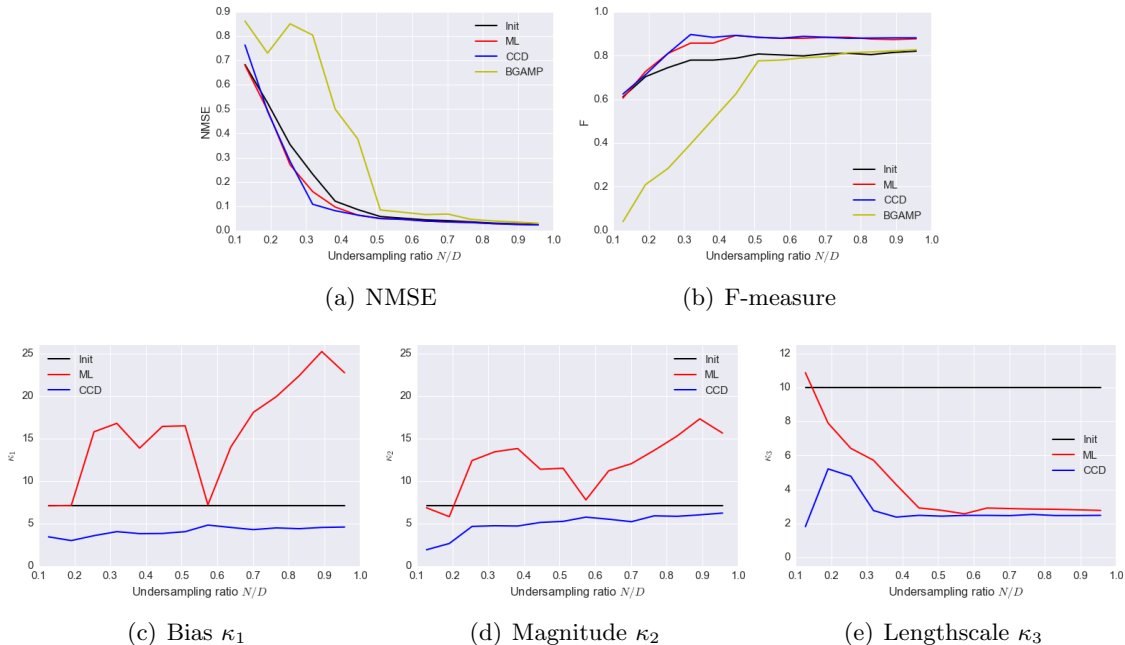 0.9
0.8
0.7
0.6
0.5
0.4
0.3
0.2
0.1
0.0
NMSE
Init
ML
CCD
BGAMP
0.1 0.2 0.3 0.4 0.5 0.6 0.7 0.8 0.9 1.0
Undersampling ratio N/D
(a) NMSE
1.0
0.8
0.6
0.4
0.2
0.0
F
Init
ML
CCD
BGAMP
0.1 0.2 0.3 0.4 0.5 0.6 0.7 0.8 0.9 1.0
Undersampling ratio N/D
(b) F-measure
25
20
15
10
5
0
κ₁
Init
ML
CCD
0.1 0.2 0.3 0.4 0.5 0.6 0.7 0.8 0.9 1.0
Undersampling ratio N/D
(c) Bias κ₁
25
20
15
10
5
0
κ₂
Init
ML
CCD
0.1 0.2 0.3 0.4 0.5 0.6 0.7 0.8 0.9 1.0
Undersampling ratio N/D
(d) Magnitude κ₂
12
10
8
6
4
2
0
κ₃
Init
ML
CCD
0.1 0.2 0.3 0.4 0.5 0.6 0.7 0.8 0.9 1.0
Undersampling ratio N/D
(e) Lengthscale κ₃